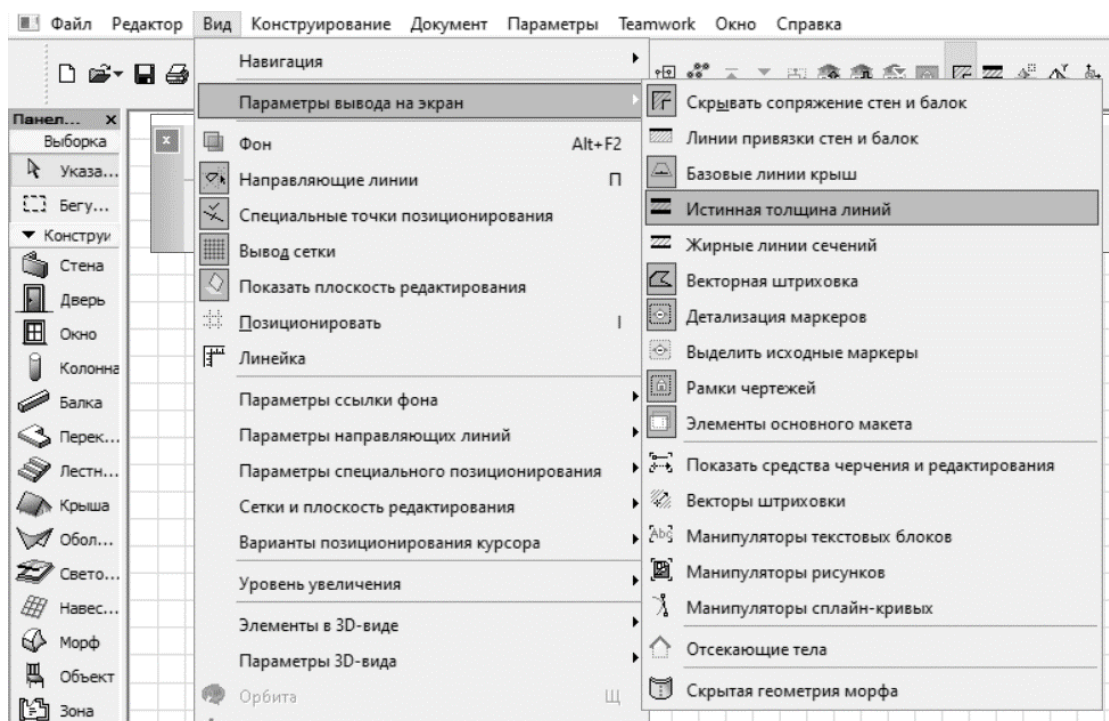 Файл Редактор Вид Конструирование Документ Параметры Teamwork Окно Справка
Панел... x
Выборка
Указа...
Бегу...
Конструи
Стена
Дверь
Окно
Колонна
Балка
Перек...
Лестн...
Крыша
Обол...
Свето...
Навес...
Морф
Объект
Зона
Навигация
Параметры вывода на экран
Фон Alt+F2
Направляющие линии П
Специальные точки позиционирования
Вывод сетки
Показать плоскость редактирования
Позиционировать I
Линейка
Параметры ссылки фона
Параметры направляющих линий
Параметры специального позиционирования
Сетки и плоскость редактирования
Варианты позиционирования курсора
Уровень увеличения
Элементы в 3D-виде
Параметры 3D-вида
Орбита Щ
Скрывать сопряжение стен и балок
Линии привязки стен и балок
Базовые линии крыш
Истинная толщина линий
Жирные линии сечений
Векторная штриховка
Детализация маркеров
Выделить исходные маркеры
Рамки чертежей
Элементы основного макета
Показать средства черчения и редактирования
Векторы штриховки
Манипуляторы текстовых блоков
Манипуляторы рисунков
Манипуляторы сплайн-кривых
Отсекающие тела
Скрытая геометрия морфа